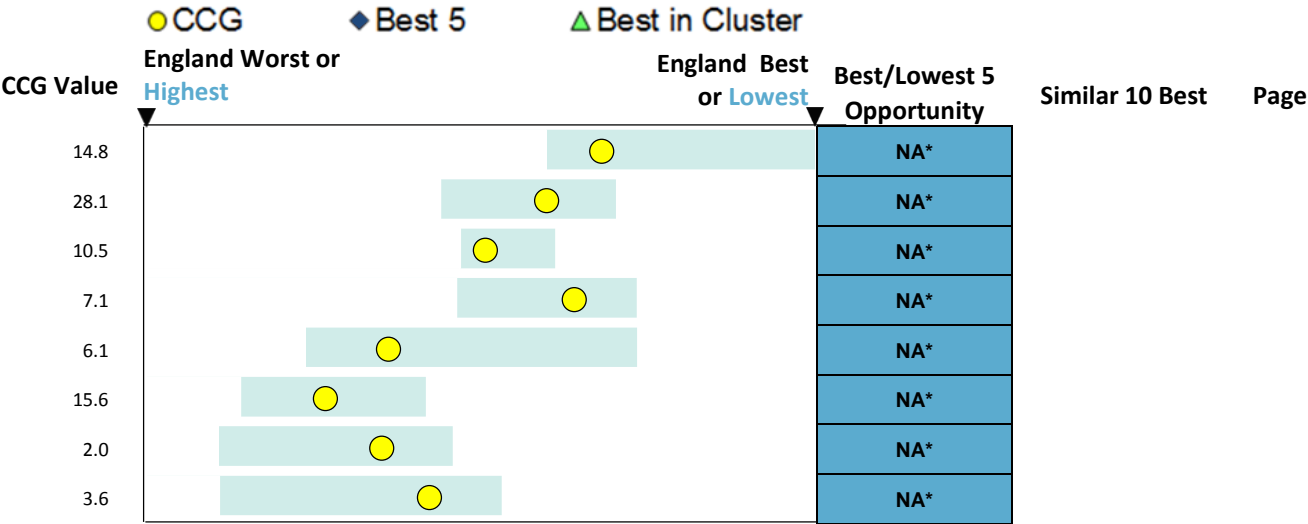 CCG Best 5 Best in Cluster
CCG Value England Worst or Highest England Best or Lowest Best/Lowest 5 Opportunity Similar 10 Best Page
14.8 NA*
28.1 NA*
10.5 NA*
7.1 NA*
6.1 NA*
15.6 NA*
2.0 NA*
3.6 NA*